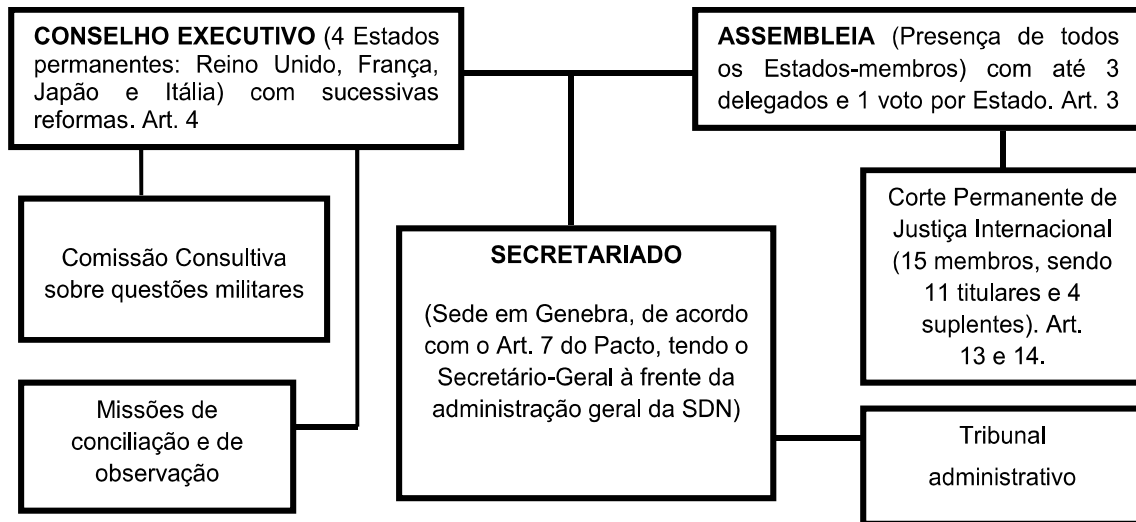 CONSELHO EXECUTIVO (4 Estados
permanentes: Reino Unido, França,
Japão e Itália) com sucessivas
reformas. Art. 4
ASSEMBLEIA (Presença de todos
os Estados-membros) com até 3
delegados e 1 voto por Estado. Art. 3
Comissão Consultiva
sobre questões militares
SECRETARIADO
(Sede em Genebra, de acordo
com o Art. 7 do Pacto, tendo o
Secretário-Geral à frente da
administração geral da SDN)
Corte Permanente de
Justiça Internacional
(15 membros, sendo
11 titulares e 4
suplentes). Art.
13 e 14.
Missões de
conciliação e de
observação
Tribunal
administrativo